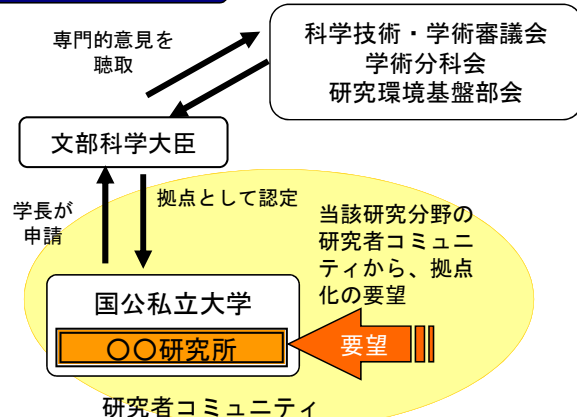 専門的意見を
聴取
科学技術・学術審議会
学術分科会
研究環境基盤部会
文部科学大臣
学長が
申請
拠点として認定
当該研究分野の
研究者コミュニ
ティから、拠点
化の要望
国公私立大学
〇〇研究所
要望
研究者コミュニティ